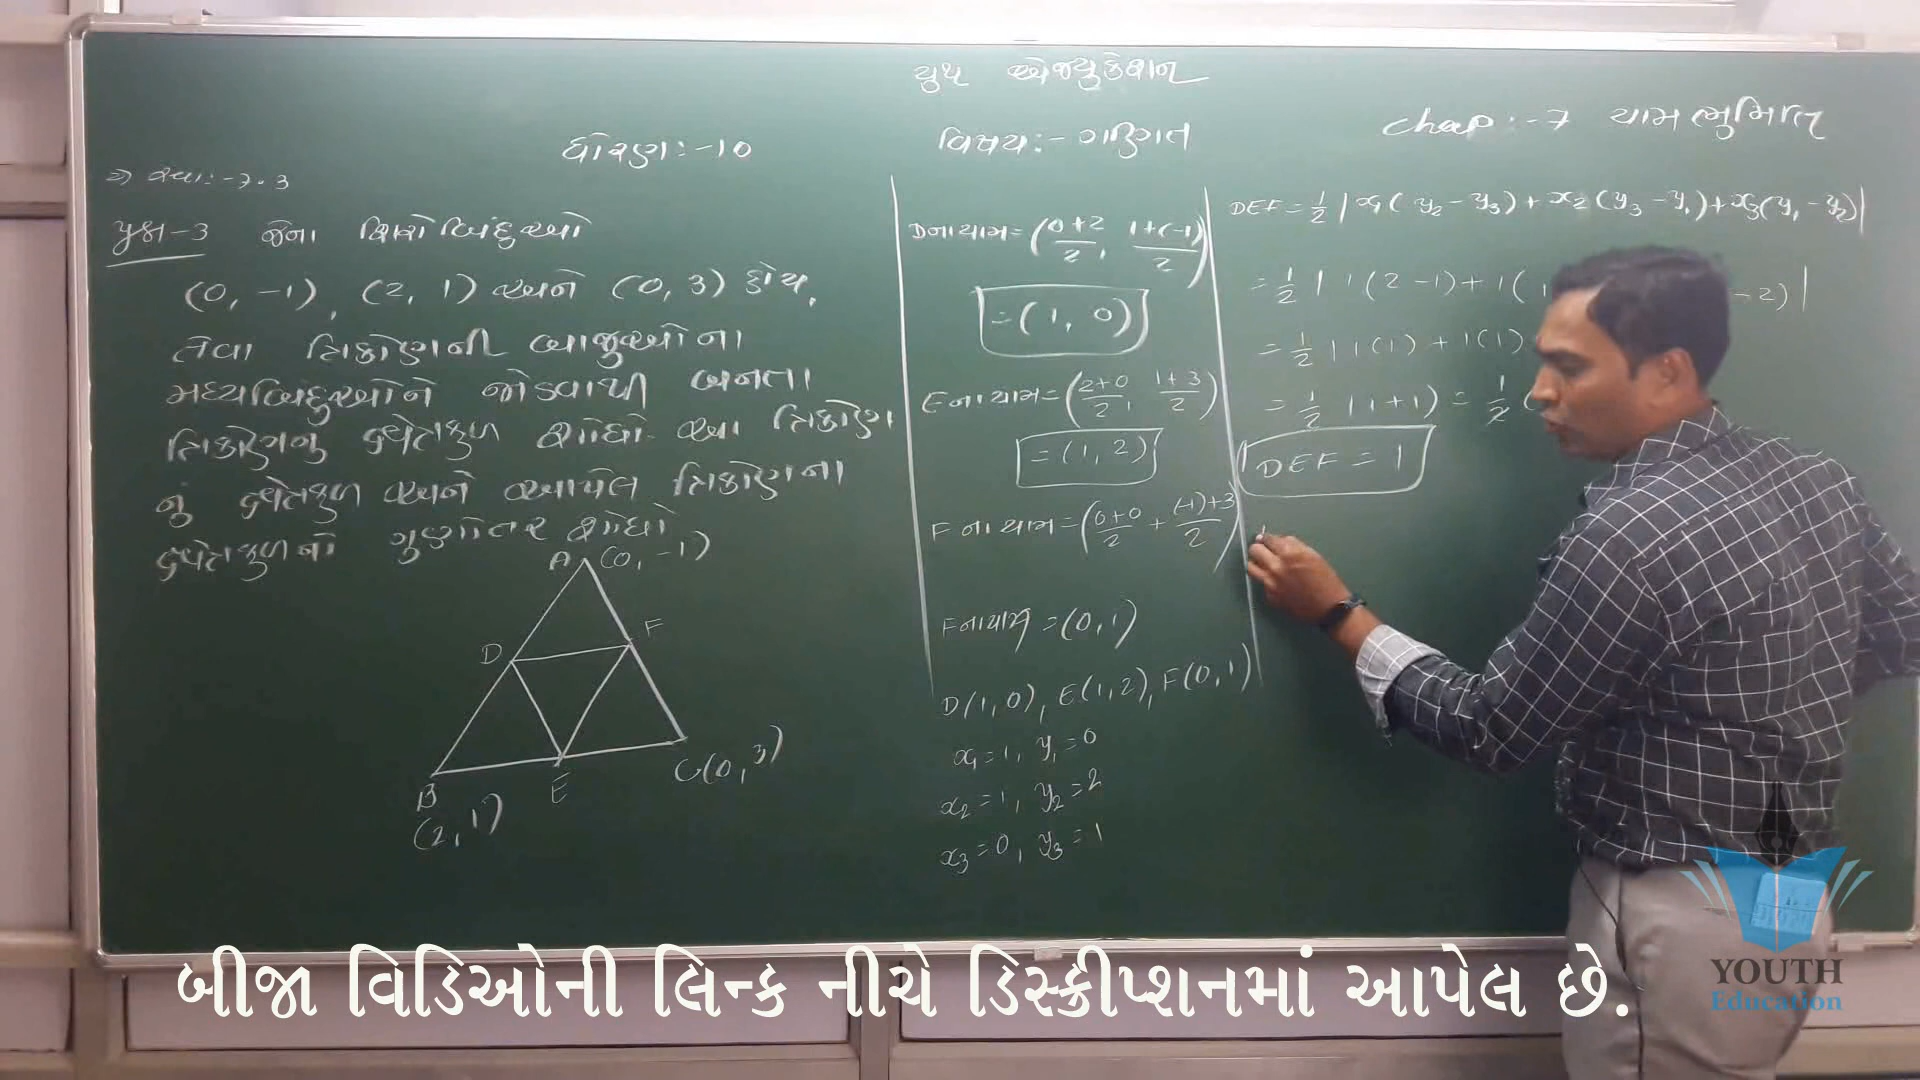 યુથ એજ્યુકેશન
ધોરણ:-10
વિષય:- ગણિત
chap:-7 યામ ભુમિતિ
⇒ સ્વા:-7.3
પ્રશ્ન-3 જેના શિરોબિંદુઓ
(0, -1), (2, 1) અને (0, 3) હોય,
તેવા ત્રિકોણની બાજુઓના
મધ્યબિંદુઓને જોડવાથી બનતા
ત્રિકોણનુ ક્ષેત્રફળ શોધો. આ ત્રિકોણ
નું ક્ષેત્રફળ અને આપેલ ત્રિકોણના
ક્ષેત્રફળનો ગુણોતર શોધો
A (0, -1)
D
F
B
(2, 1)
E
C(0, 3)
Dના યામ = (0+2/2, 1+(-1)/2)
= (1, 0)
E ના યામ = (2+0/2, 1+3/2)
= (1, 2)
F ના યામ = (0+0/2 + (-1)+3/2)
F ના યામ = (0, 1)
D(1, 0), E(1, 2), F(0, 1)
x₁=1, y₁=0
x₂=1, y₂=2
x₃=0, y₃=1
DEF = 1/2 | x₁(y₂-y₃) + x₂(y₃-y₁) + x₃(y₁-y₂)|
= 1/2 | 1(2-1) + 1(1 -2)|
= 1/2 | 1(1) + 1(1)
= 1/2 |1+1) = 1/2 (
DEF = 1
બીજા વિડિઓની લિન્ક નીચે ડિસ્ક્રીપ્શનમાં આપેલ છે.
YOUTH
Education